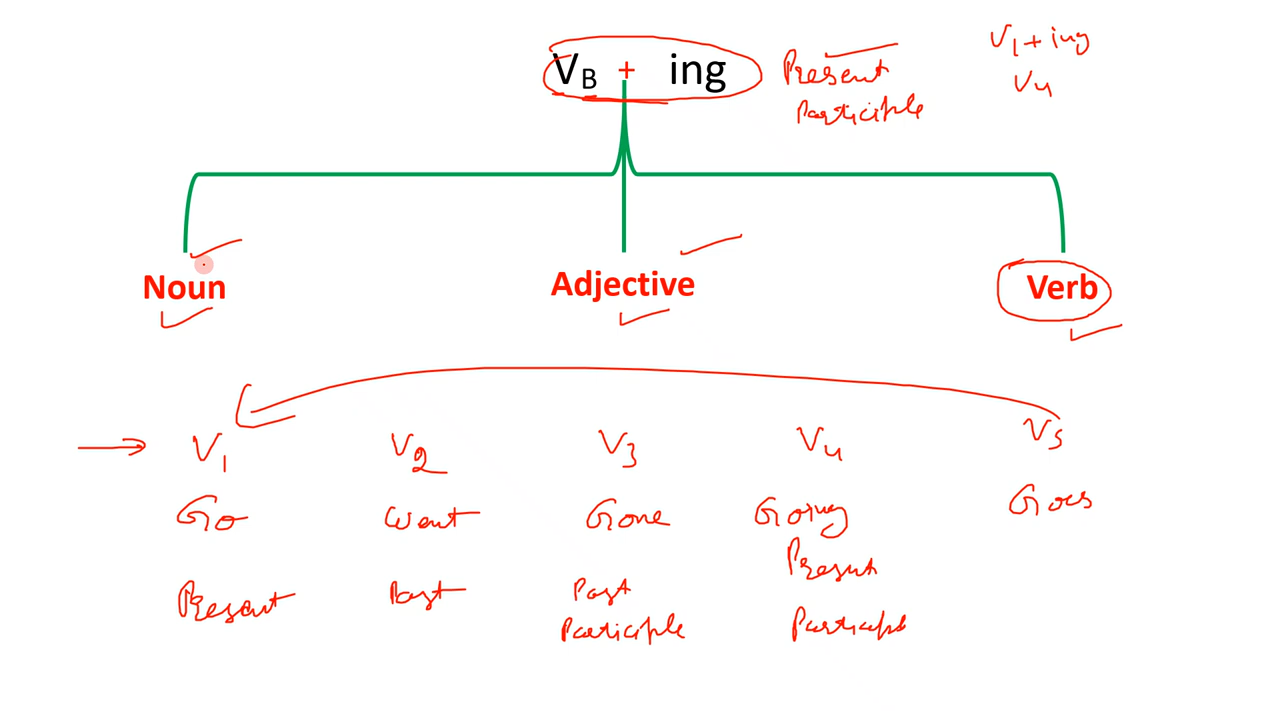 V_B + ing
Present
Participle
V1 + ing
V4
Noun
Adjective
Verb
V1 V2 V3 V4 V5
Go Went Gone Going Goes
Present Past Past Participle Present Participle